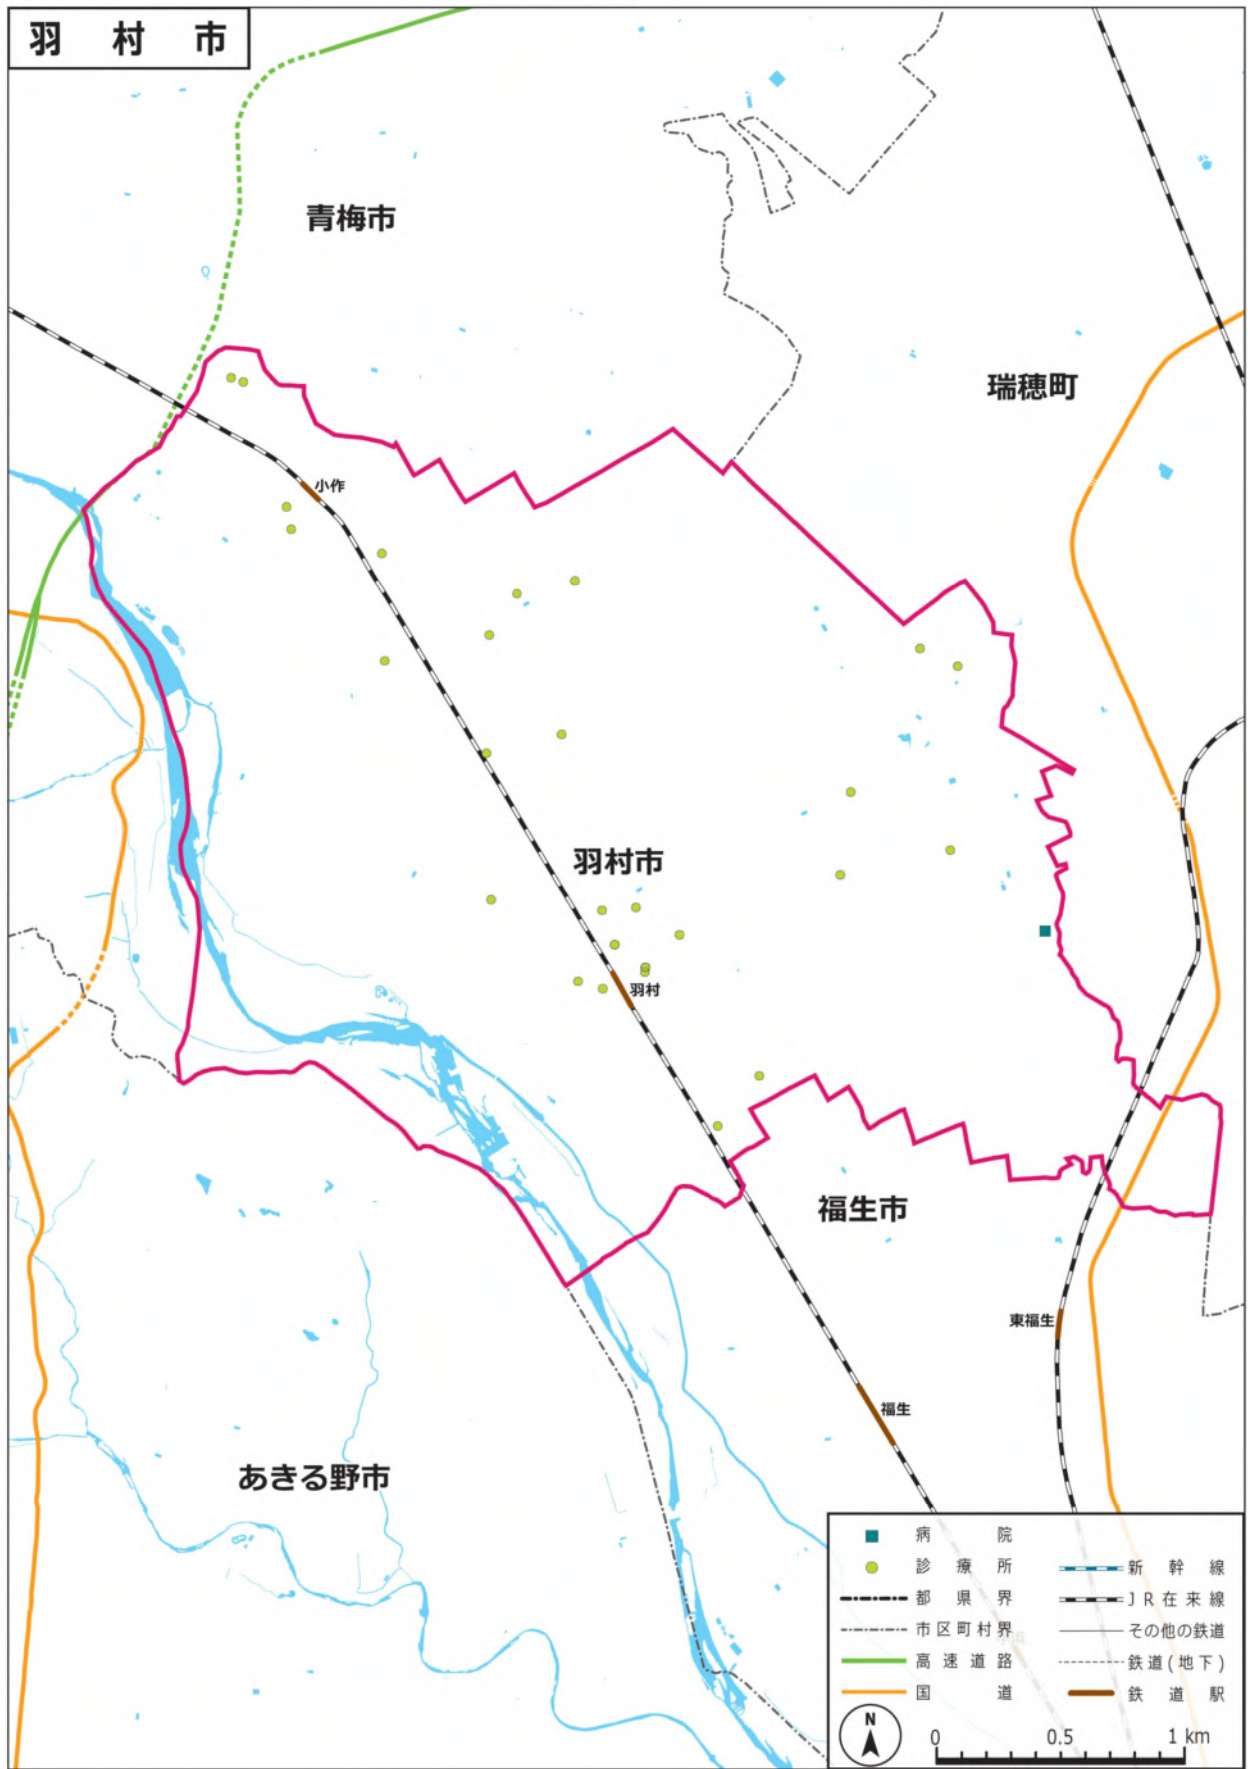 羽村市
青梅市
瑞穂町
小作
羽村市
羽村
福生市
東福生
福生
あきる野市
病院
診療所
新幹線
都県界
JR在来線
市区町村界
その他の鉄道
高速道路
鉄道(地下)
国道
鉄道駅
N
0 0.5 1 km